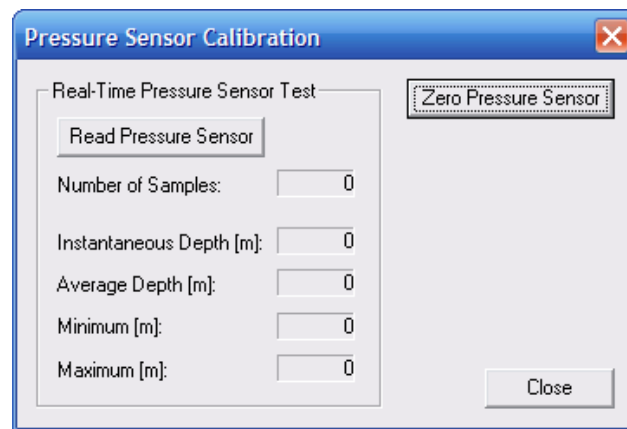 Pressure Sensor Calibration
Real-Time Pressure Sensor Test
Zero Pressure Sensor
Read Pressure Sensor
Number of Samples: 0
Instantaneous Depth [m]: 0
Average Depth [m]: 0
Minimum [m]: 0
Maximum [m]: 0
Close